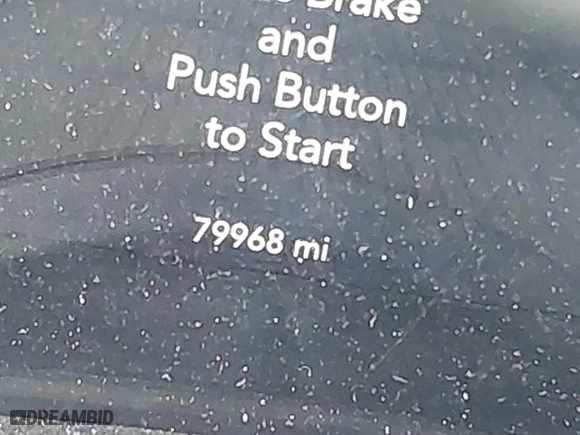 Brake
and
Push Button
to Start
79968 mi
DREAMBID